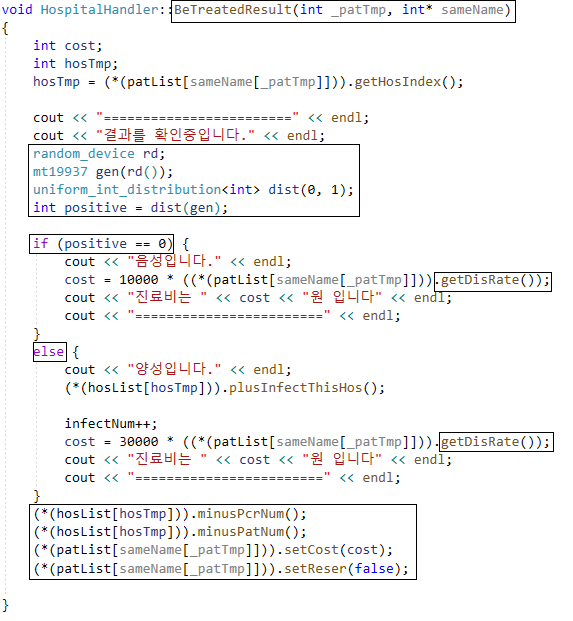 void HospitalHandler::BeTreatedResult(int _patTmp, int* sameName)
{
int cost;
int hosTmp;
hosTmp = (*(patList[sameName[_patTmp]])).getHosIndex();
cout << "========================" << endl;
cout << "결과를 확인중입니다." << endl;
random_device rd;
mt19937 gen(rd());
uniform_int_distribution<int> dist(0, 1);
int positive = dist(gen);
if (positive == 0) {
cout << "음성입니다." << endl;
cost = 10000 * ((*(patList[sameName[_patTmp]])).getDisRate());
cout << "진료비는 " << cost << "원 입니다" << endl;
cout << "========================" << endl;
}
else {
cout << "양성입니다." << endl;
(*(hosList[hosTmp])).plusInfectThisHos();
infectNum++;
cost = 30000 * ((*(patList[sameName[_patTmp]])).getDisRate());
cout << "진료비는 " << cost << "원 입니다" << endl;
cout << "========================" << endl;
}
(*(hosList[hosTmp])).minusPcrNum();
(*(hosList[hosTmp])).minusPatNum();
(*(patList[sameName[_patTmp]])).setCost(cost);
(*(patList[sameName[_patTmp]])).setReser(false);
}